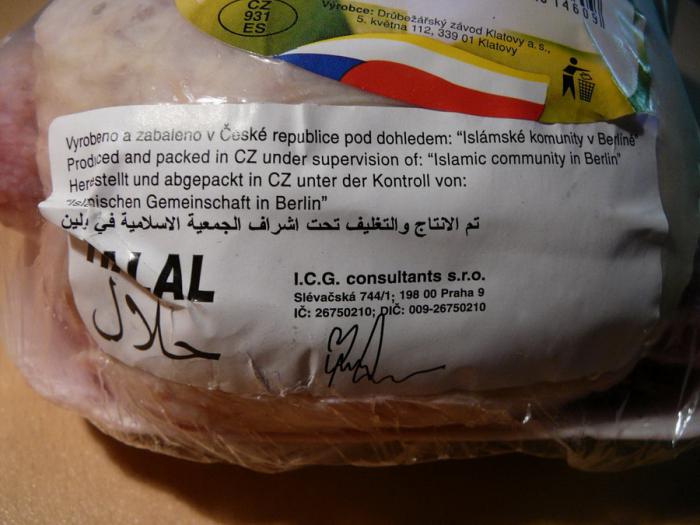 CZ
931
ES
Výrobce: Drůbežářský závod Klatovy a.s.,
5. května 112, 339 01 Klatovy
Vyrobeno a zabaleno v České republice pod dohledem: "Islámské komunity v Berlíně"
Produced and packed in CZ under supervision of: "Islamic community in Berlin"
Herestellt und abgepackt in CZ unter der Kontroll von:
"Islamischen Gemeinschaft in Berlin"
تم الانتاج والتغليف تحت اشراف الجمعية الاسلامية في بلين
HALAL
حلال
I.C.G. consultants s.r.o.
Slévačská 744/1; 198 00 Praha 9
IČ: 26750210; DIČ: 009-26750210